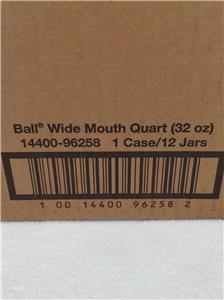 Ball® Wide Mouth Quart (32 oz)
14400-96258 1 Case/12 Jars
1 00 14400 96258 2